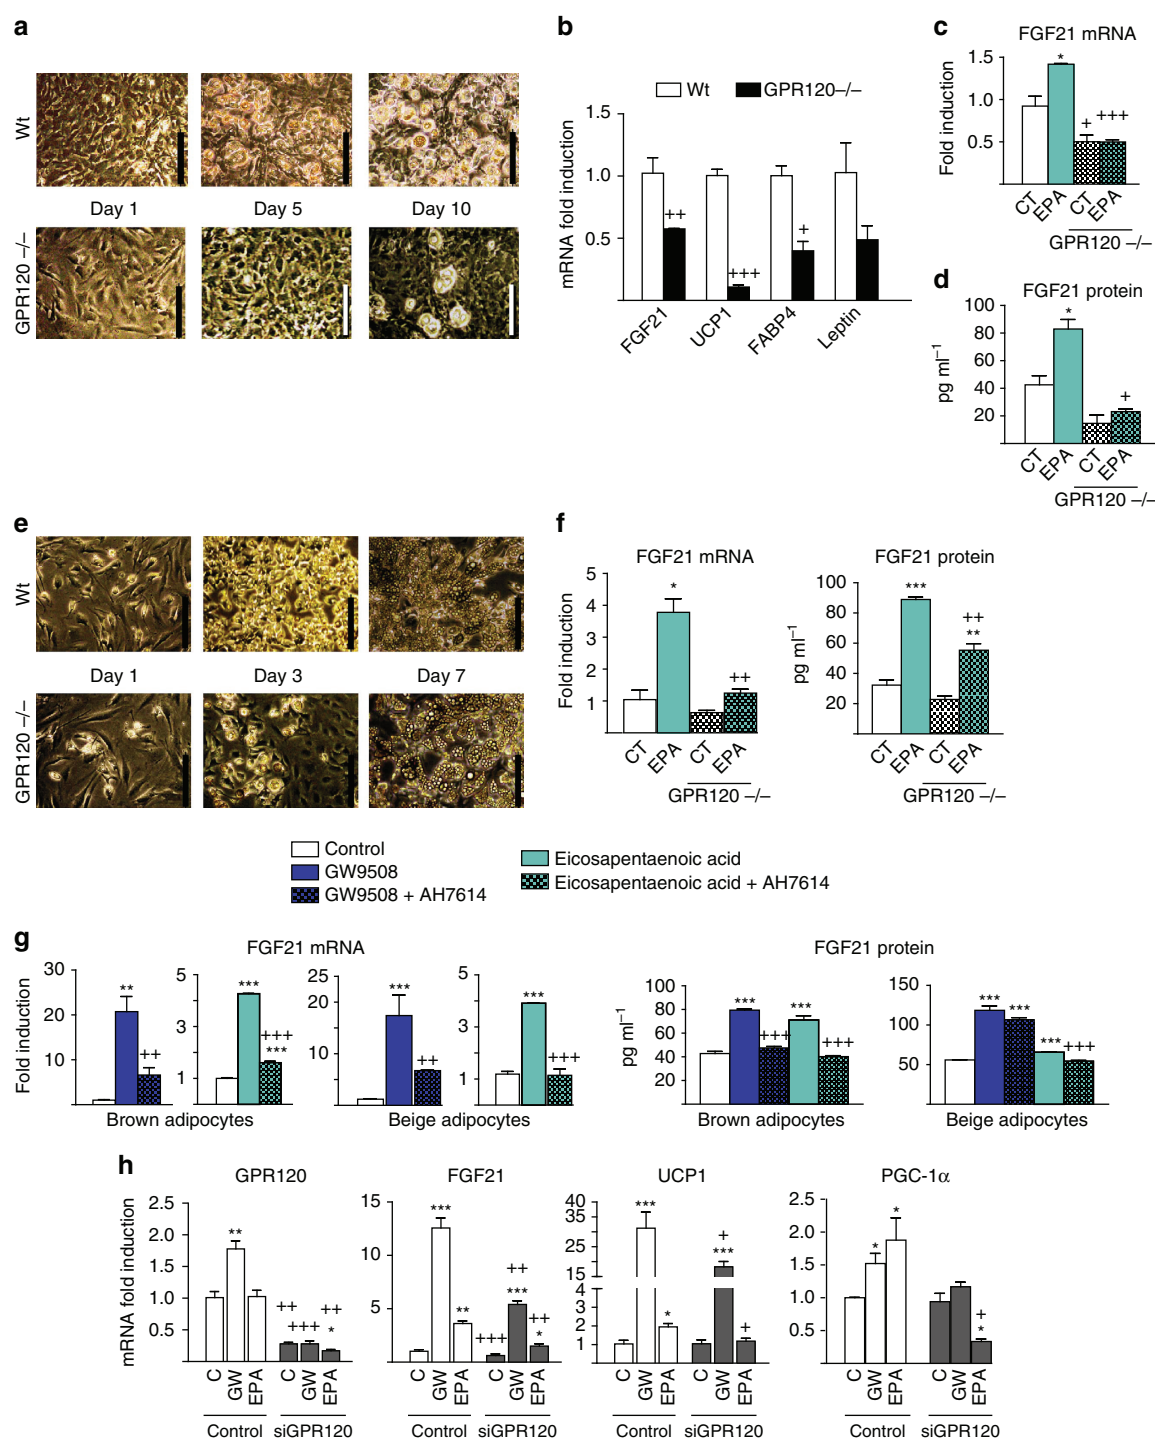 a
Wt
Day 1
Day 5
Day 10
GPR120 –/–
b
Wt
GPR120–/–
mRNA fold induction
1.5
1.0
0.5
++
+++
+
FGF21
UCP1
FABP4
Leptin
c
FGF21 mRNA
Fold induction
1.5
1.0
0.5
*
+
+++
CT
EPA
CT
EPA
GPR120 –/–
d
FGF21 protein
pg ml–1
100
80
60
40
20
*
+
CT
EPA
CT
EPA
GPR120 –/–
e
Wt
Day 1
Day 3
Day 7
GPR120 –/–
f
FGF21 mRNA
Fold induction
5
4
3
2
1
*
++
CT
EPA
CT
EPA
GPR120 –/–
FGF21 protein
pg ml–1
100
80
60
40
20
***
++
**
CT
EPA
CT
EPA
GPR120 –/–
Control
GW9508
GW9508 + AH7614
Eicosapentaenoic acid
Eicosapentaenoic acid + AH7614
g
FGF21 mRNA
Fold induction
30
20
10
**
++
5
3
1
***
+++
***
Brown adipocytes
25
15
5
***
++
5
3
1
***
+++
Beige adipocytes
FGF21 protein
pg ml–1
100
80
60
40
20
***
+++
***
+++
Brown adipocytes
150
100
50
***
***
***
+++
Beige adipocytes
h
GPR120
mRNA fold induction
2.5
2.0
1.5
1.0
0.5
**
++
+++
++
*
C
GW
EPA
C
GW
EPA
Control
siGPR120
FGF21
15
10
5
***
**
+++
++
***
++
*
C
GW
EPA
C
GW
EPA
Control
siGPR120
UCP1
40
35
30
25
15
4
3
2
1
***
*
+
***
+
C
GW
EPA
C
GW
EPA
Control
siGPR120
PGC-1α
2.5
2.0
1.5
1.0
0.5
*
*
+
*
C
GW
EPA
C
GW
EPA
Control
siGPR120